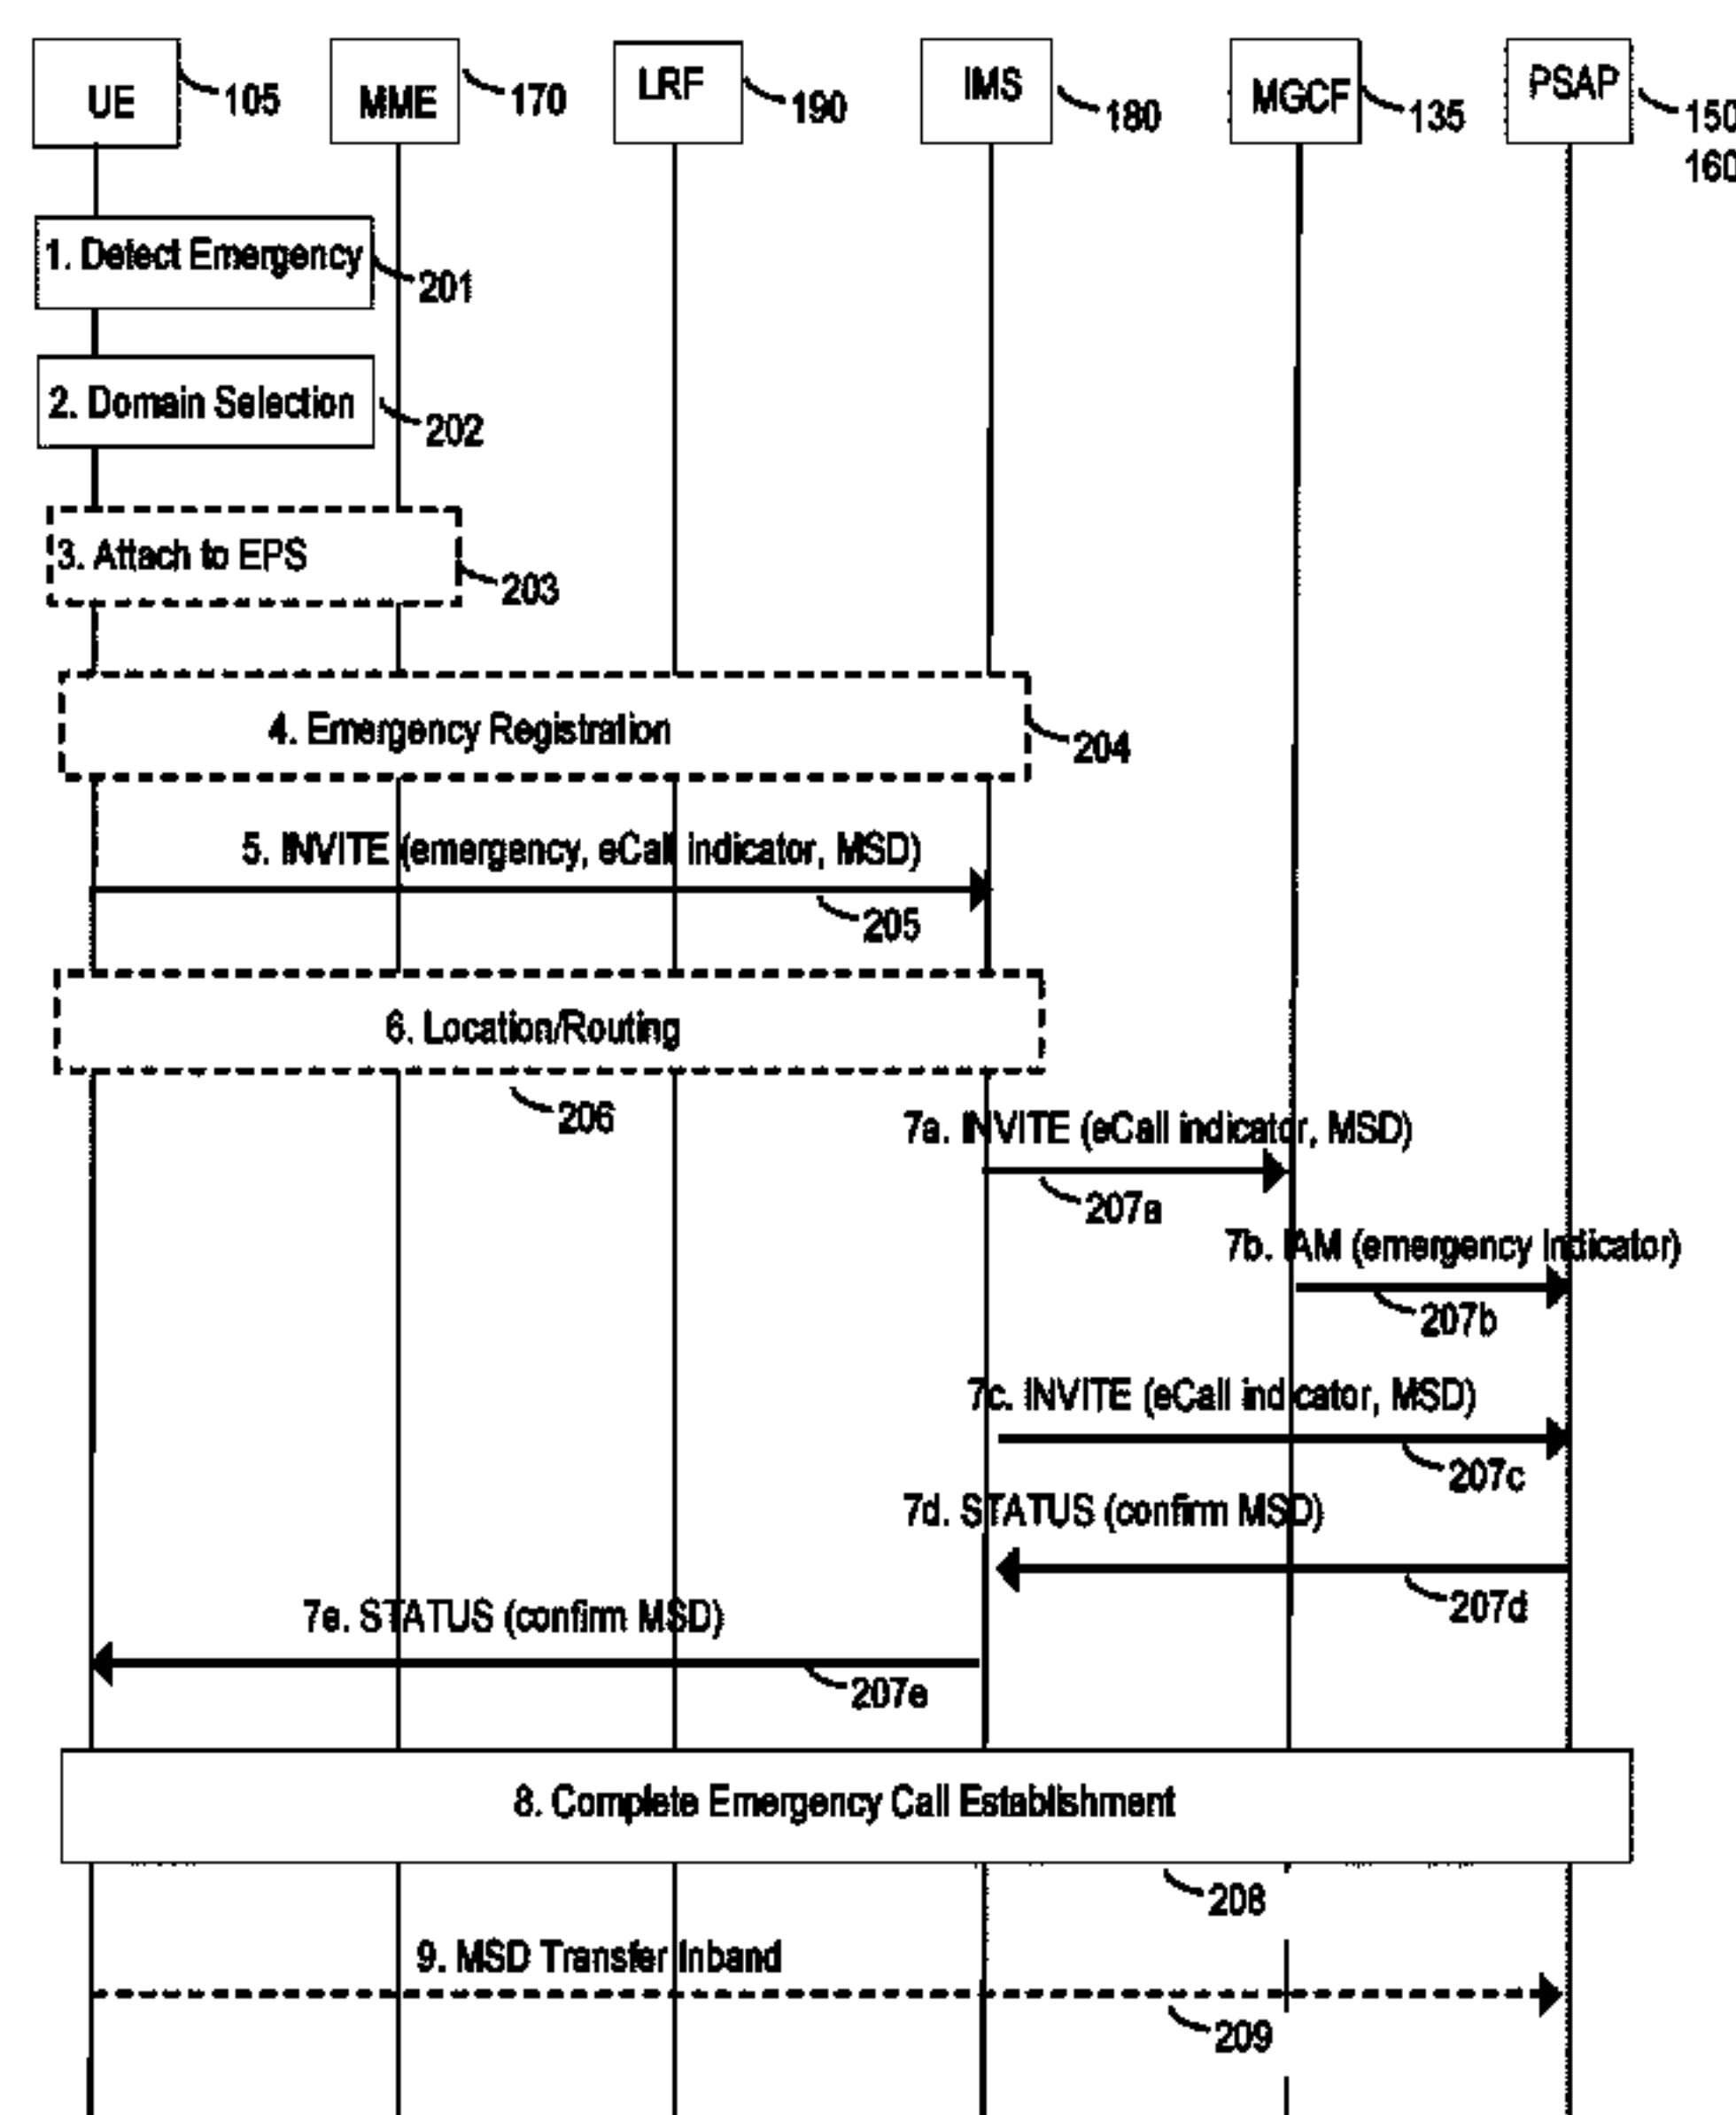 UE
105
MME
170
LRF
190
IMS
180
MGCF
135
PSAP
150
160
1. Detect Emergency
201
2. Domain Selection
202
3. Attach to EPS
203
4. Emergency Registration
204
5. INVITE (emergency, eCall indicator, MSD)
205
6. Location/Routing
206
7a. INVITE (eCall indicator, MSD)
207a
7b. IAM (emergency indicator)
207b
7c. INVITE (eCall indicator, MSD)
207c
7d. STATUS (confirm MSD)
207d
7e. STATUS (confirm MSD)
207e
8. Complete Emergency Call Establishment
208
9. MSD Transfer Inband
209